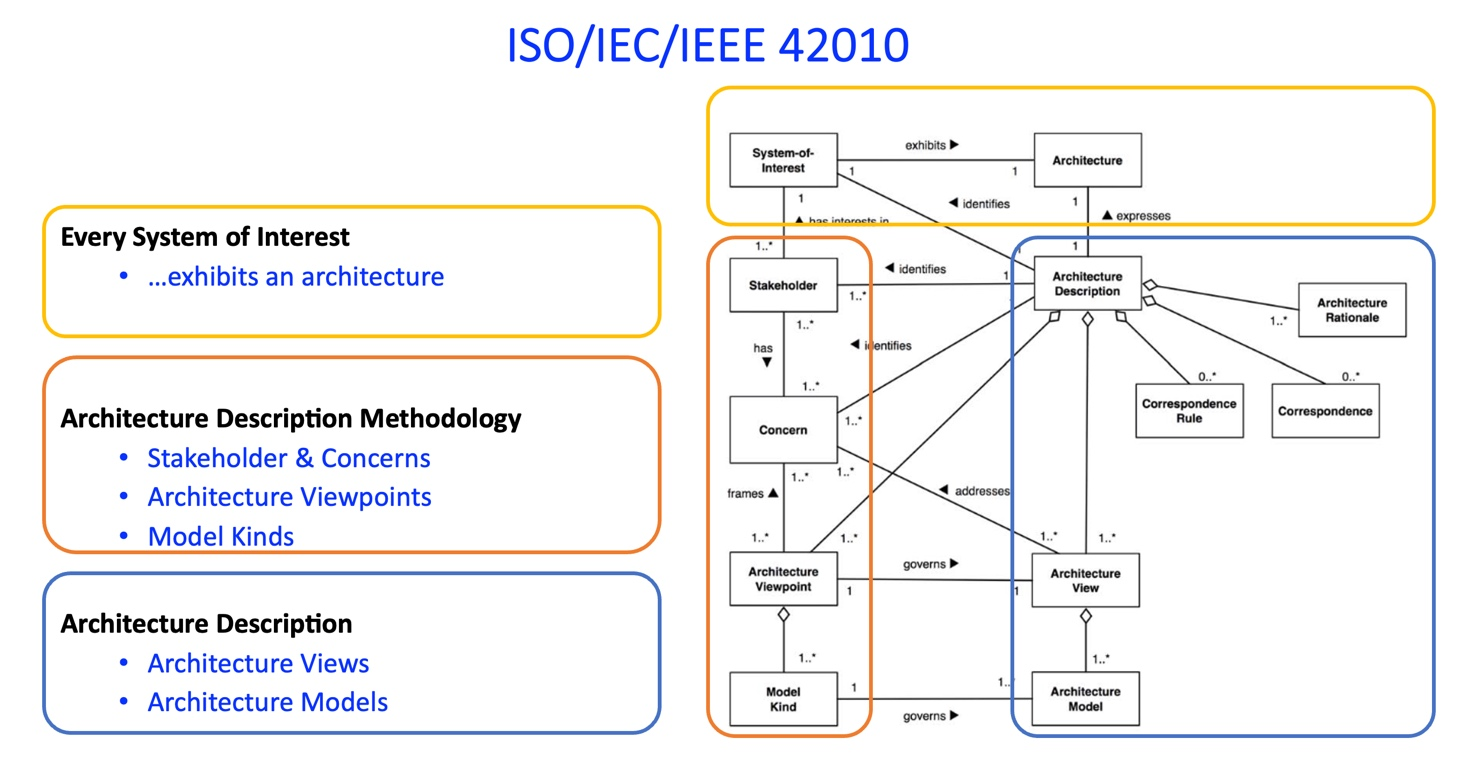 ISO/IEC/IEEE 42010
Every System of Interest
• ...exhibits an architecture
Architecture Description Methodology
• Stakeholder & Concerns
• Architecture Viewpoints
• Model Kinds
Architecture Description
• Architecture Views
• Architecture Models
System-of-
Interest
exhibits ▶
1
1
Architecture
1
▲ has interests in
1..*
◀ identifies
1
▲ expresses
1
1
Stakeholder
◀ identifies
1..*
1
Architecture
Description
Architecture
Rationale
1..*
1..*
has
▼
1..*
◀ identifies
Concern
1..*
1..*
1..*
0..*
Correspondence
Rule
0..*
Correspondence
frames ▲
1..*
◀ addresses
1..*
1..*
1..*
Architecture
Viewpoint
governs ▶
1
1
Architecture
View
1..*
1..*
Model
Kind
1
governs ▶
1..
Architecture
Model